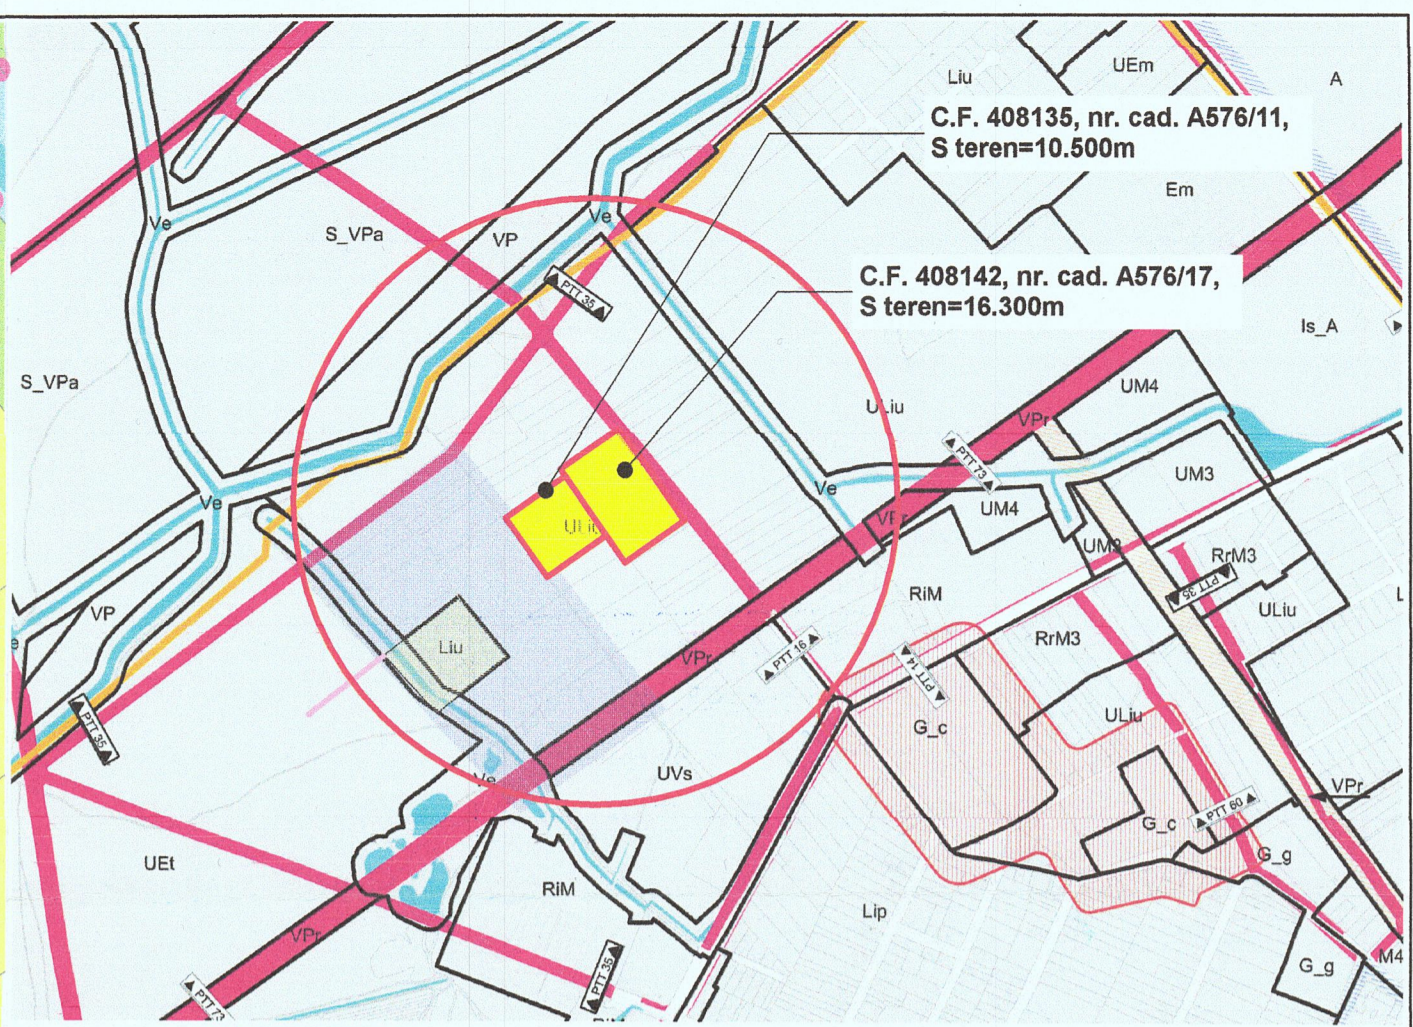 Liu
UEm
A
C.F. 408135, nr. cad. A576/11,
S teren=10.500m
Em
Ve
S_VPa
VP
Ve
PTT 35
C.F. 408142, nr. cad. A576/17,
S teren=16.300m
Is_A
S_VPa
UM4
ULiu
VPr
PTT 73
UM3
Ve
Ve
UM4
VPr
ULiu
UM3
RrM3
PTT 35
VP
RiM
ULiu
RrM3
Liu
VPr
PTT 16
PTT 14
PTT 35
G_c
ULiu
Ve
UVs
VPr
PTT 60
G_c
G_g
UEt
RiM
Lip
VPr
PTT 35
M4
G_g
PTT 73